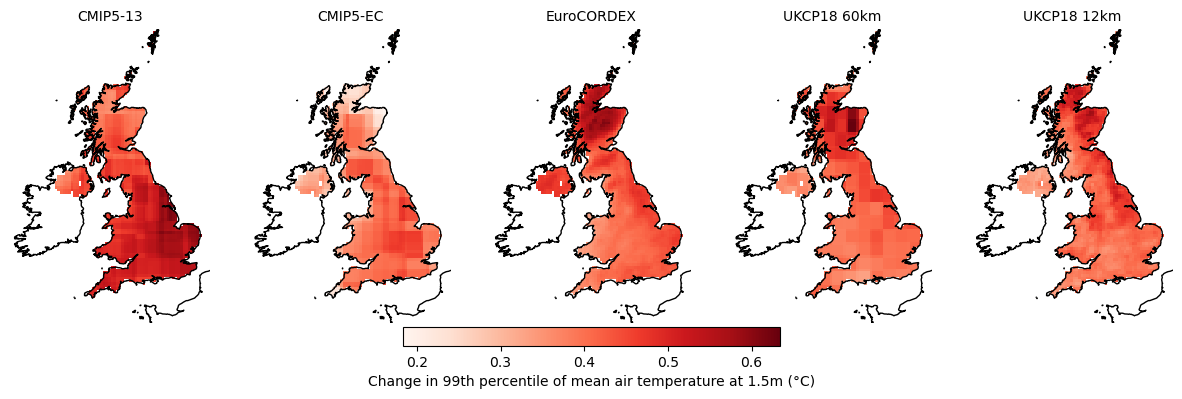 CMIP5-13
CMIP5-EC
EuroCORDEX
UKCP18 60km
UKCP18 12km
0.2
0.3
0.4
0.5
0.6
Change in 99th percentile of mean air temperature at 1.5m (°C)